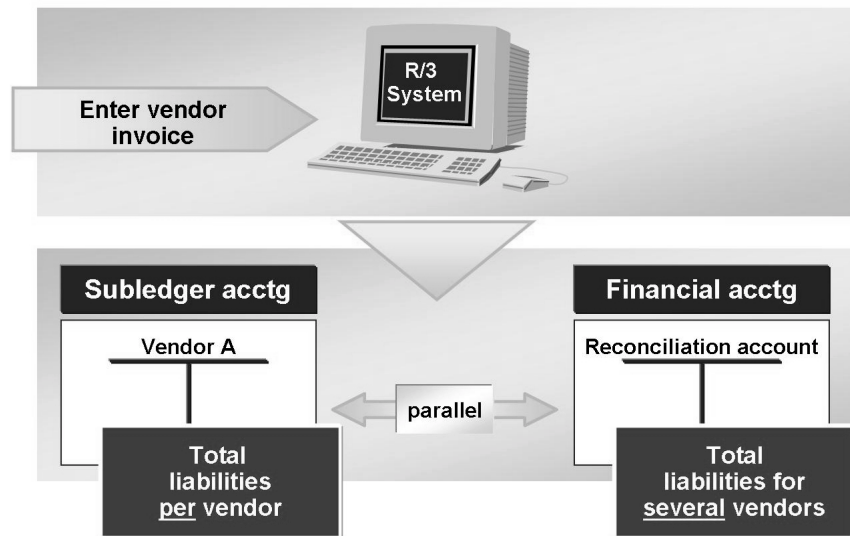 R/3
System
Enter vendor
invoice
Subledger acctg
Financial acctg
Vendor A
Reconciliation account
parallel
Total
liabilities
per vendor
Total
liabilities for
several vendors